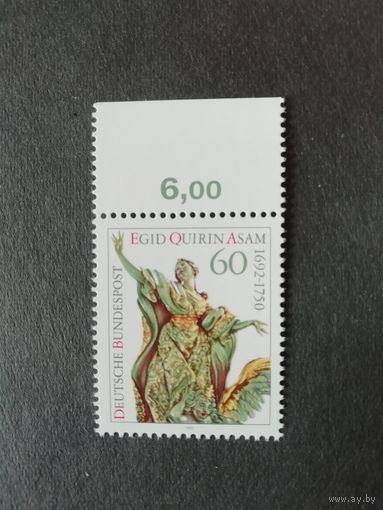 6,00
EGID QUIRIN ASAM
60
1692-1750
DEUTSCHE BUNDESPOST
www.ay.by